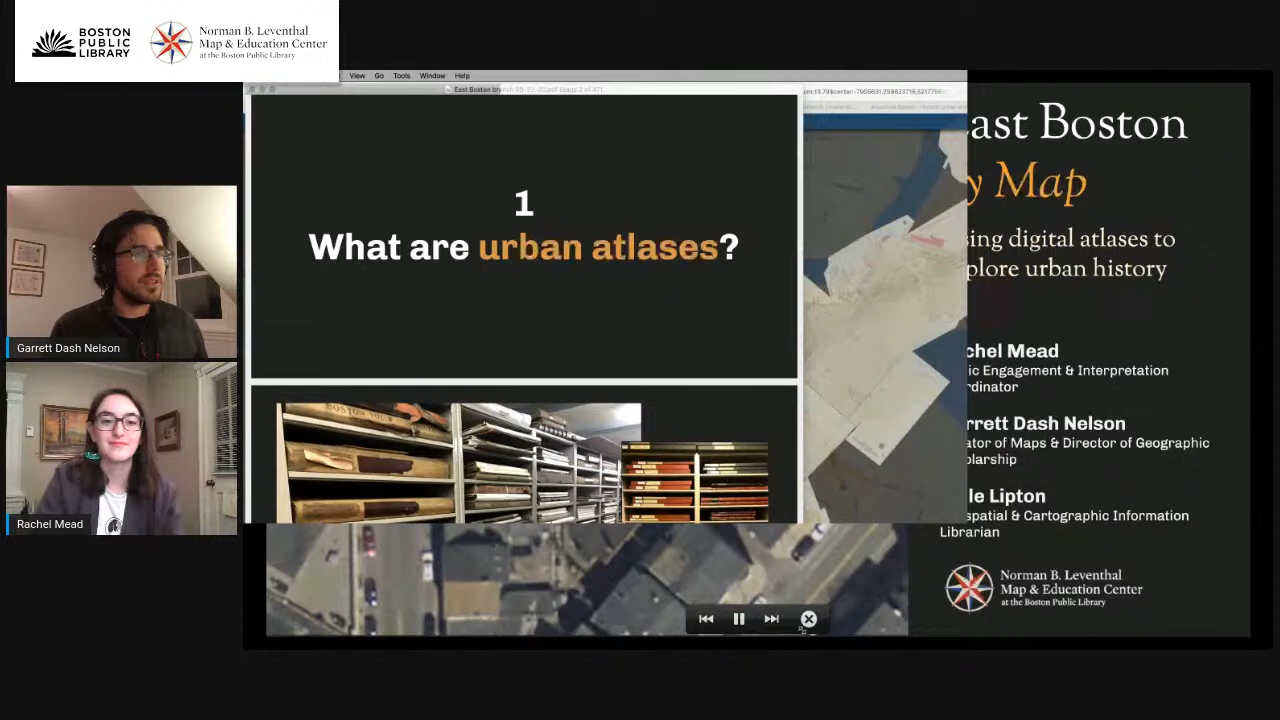 BOSTON
PUBLIC
LIBRARY
Norman B. Leventhal
Map & Education Center
at the Boston Public Library
View Go Tools Window Help
1
What are urban atlases?
BOSTON
ast Boston
y Map
sing digital atlases to
plore urban history
chel Mead
ic Engagement & Interpretation
rdinator
rrett Dash Nelson
ator of Maps & Director of Geographic
olarship
le Lipton
spatial & Cartographic Information
Librarian
Norman B. Leventhal
Map & Education Center
at the Boston Public Library
Garrett Dash Nelson
Rachel Mead